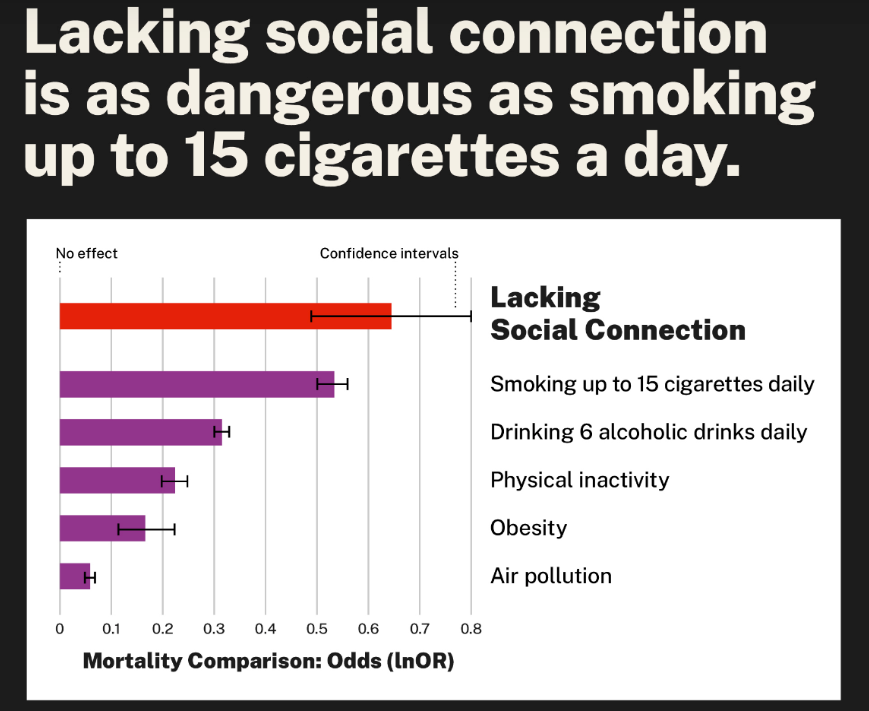 Lacking social connection
is as dangerous as smoking
up to 15 cigarettes a day.
No effect
Confidence intervals
Lacking
Social Connection
Smoking up to 15 cigarettes daily
Drinking 6 alcoholic drinks daily
Physical inactivity
Obesity
Air pollution
0 0.1 0.2 0.3 0.4 0.5 0.6 0.7 0.8
Mortality Comparison: Odds (lnOR)